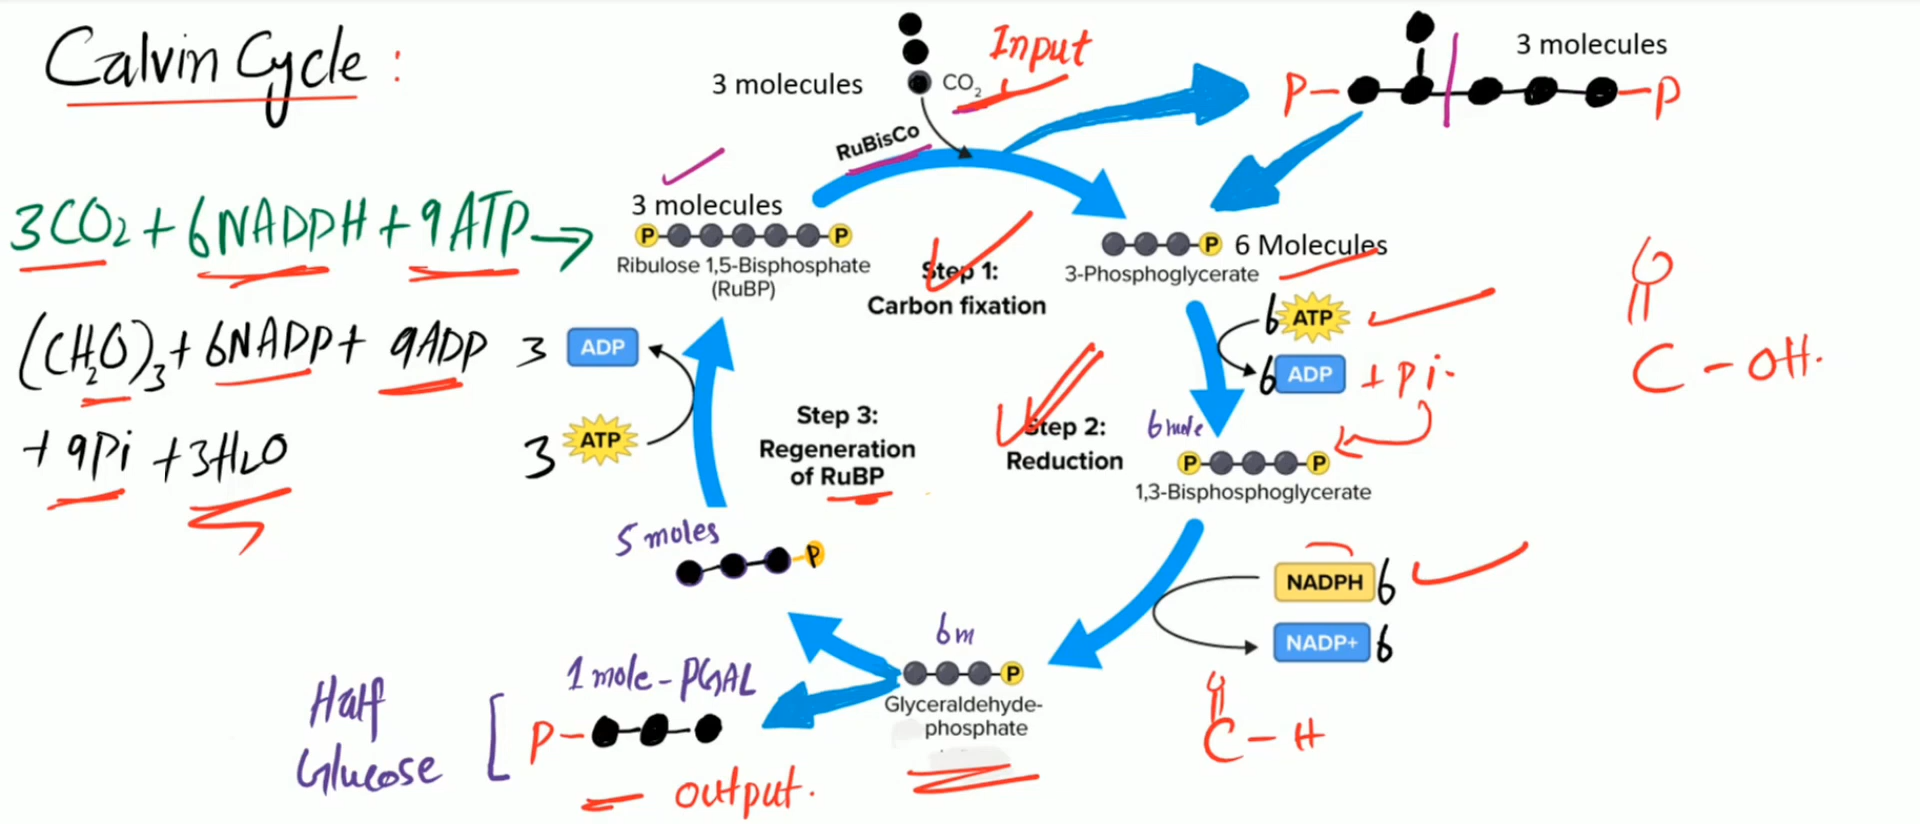 Calvin Cycle :
3CO2 + 6NADPH + 9ATP →
(CH2O)3 + 6NADP + 9ADP
+ 9Pi + 3H2O
3 molecules
CO2
Input
RuBisCo
P P
3 molecules
3 molecules
P P
Ribulose 1,5-Bisphosphate
(RuBP)
Step 1:
Carbon fixation
P 6 Molecules
3-Phosphoglycerate
6 ATP
6 ADP + Pi
O
C - OH
Step 2:
Reduction
6 mole
P P
1,3-Bisphosphoglycerate
NADPH 6
NADP+ 6
O
C - H
6m
P
Glyceraldehyde-
phosphate
5 moles
P
3 ADP
3 ATP
Step 3:
Regeneration
of RuBP
1 mole - PGAL
P
output.
Half
Glucose